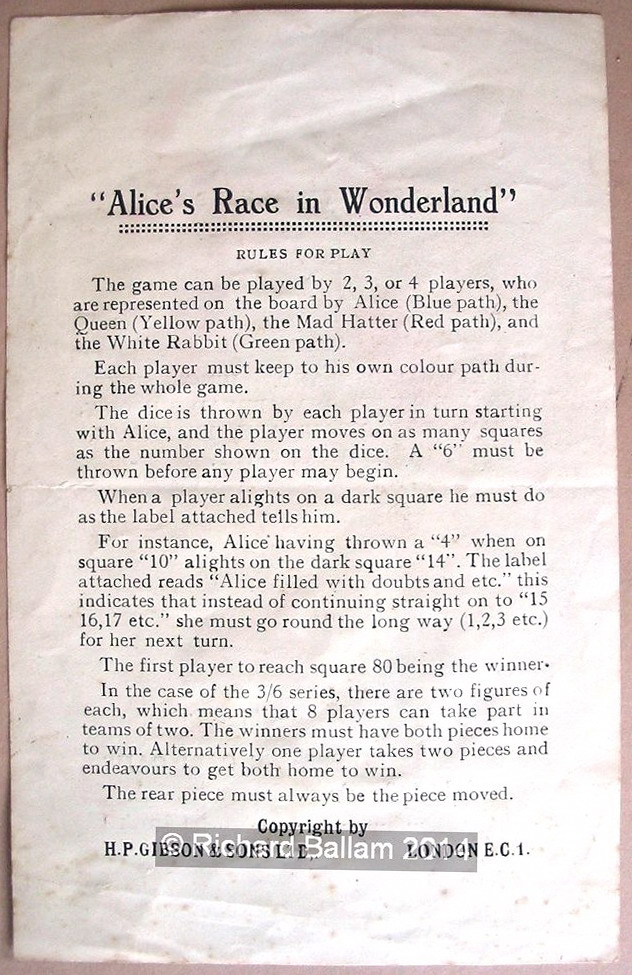 "Alice's Race in Wonderland"
RULES FOR PLAY
The game can be played by 2, 3, or 4 players, who
are represented on the board by Alice (Blue path), the
Queen (Yellow path), the Mad Hatter (Red path), and
the White Rabbit (Green path).
Each player must keep to his own colour path dur-
ing the whole game.
The dice is thrown by each player in turn starting
with Alice, and the player moves on as many squares
as the number shown on the dice. A "6" must be
thrown before any player may begin.
When a player alights on a dark square he must do
as the label attached tells him.
For instance, Alice having thrown a "4" when on
square "10" alights on the dark square "14". The label
attached reads "Alice filled with doubts and etc." this
indicates that instead of continuing straight on to "15
16,17 etc." she must go round the long way (1,2,3 etc.)
for her next turn.
The first player to reach square 80 being the winner.
In the case of the 3/6 series, there are two figures of
each, which means that 8 players can take part in
teams of two. The winners must have both pieces home
to win. Alternatively one player takes two pieces and
endeavours to get both home to win.
The rear piece must always be the piece moved.
Copyright by
© Richard Ballam 2014
H.P.GIBSON & SONS LTD, LONDON E.C.1.